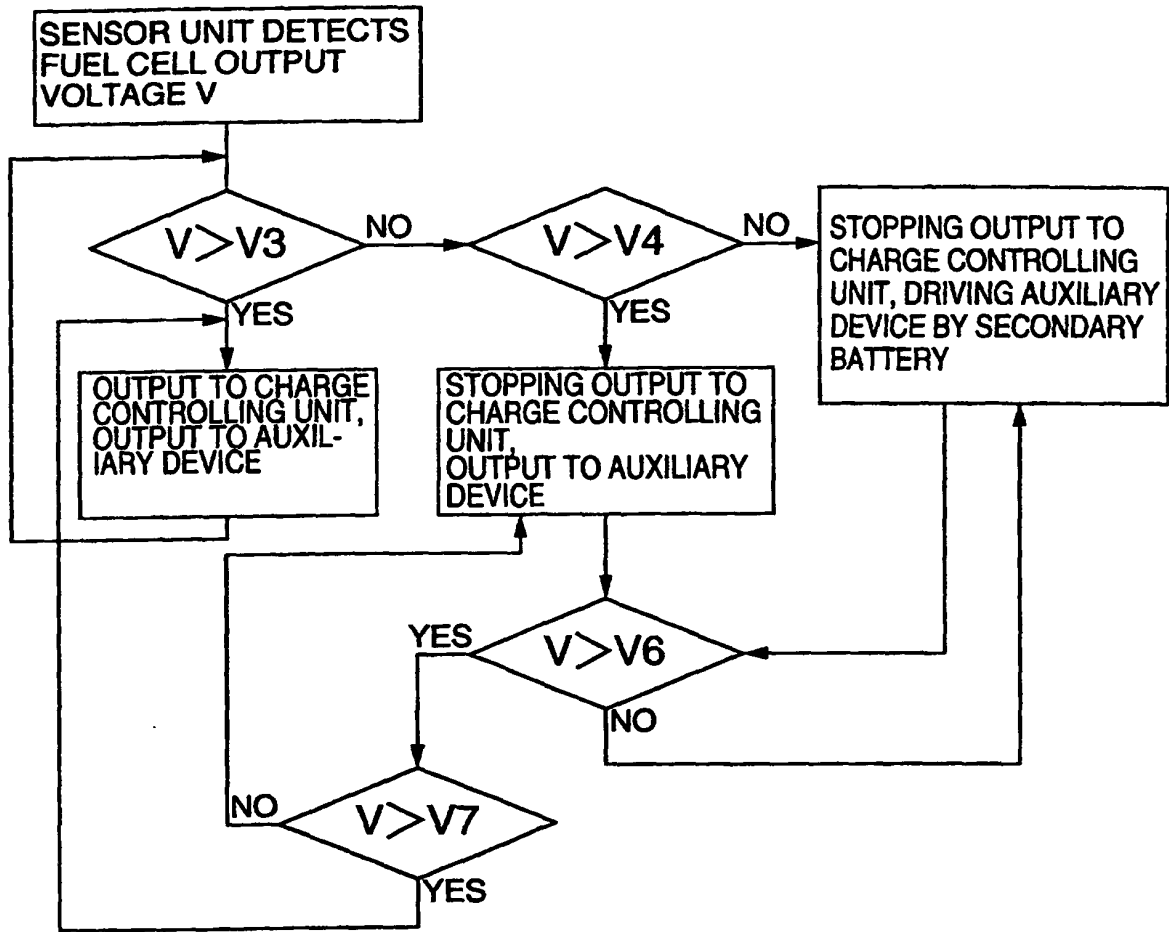 SENSOR UNIT DETECTS
FUEL CELL OUTPUT
VOLTAGE V
V>V3
NO
YES
V>V4
NO
YES
STOPPING OUTPUT TO
CHARGE CONTROLLING
UNIT, DRIVING AUXILIARY
DEVICE BY SECONDARY
BATTERY
OUTPUT TO CHARGE
CONTROLLING UNIT,
OUTPUT TO AUXIL-
IARY DEVICE
STOPPING OUTPUT TO
CHARGE CONTROLLING
UNIT,
OUTPUT TO AUXILIARY
DEVICE
YES
V>V6
NO
NO
V>V7
YES